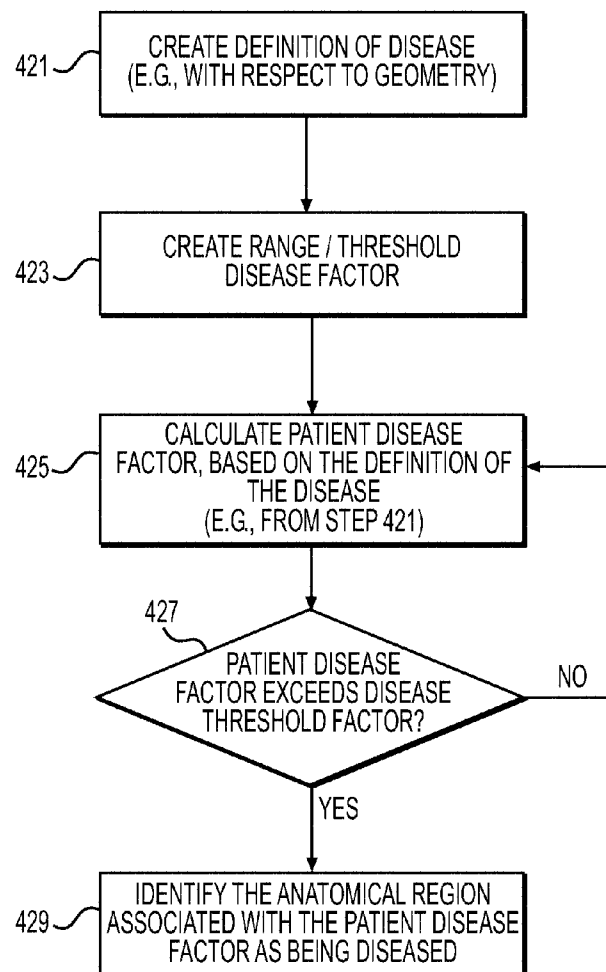 421
CREATE DEFINITION OF DISEASE
(E.G., WITH RESPECT TO GEOMETRY)
423
CREATE RANGE / THRESHOLD
DISEASE FACTOR
425
CALCULATE PATIENT DISEASE
FACTOR, BASED ON THE DEFINITION OF
THE DISEASE
(E.G., FROM STEP 421)
427
PATIENT DISEASE
FACTOR EXCEEDS DISEASE
THRESHOLD FACTOR?
NO
YES
429
IDENTIFY THE ANATOMICAL REGION
ASSOCIATED WITH THE PATIENT DISEASE
FACTOR AS BEING DISEASED